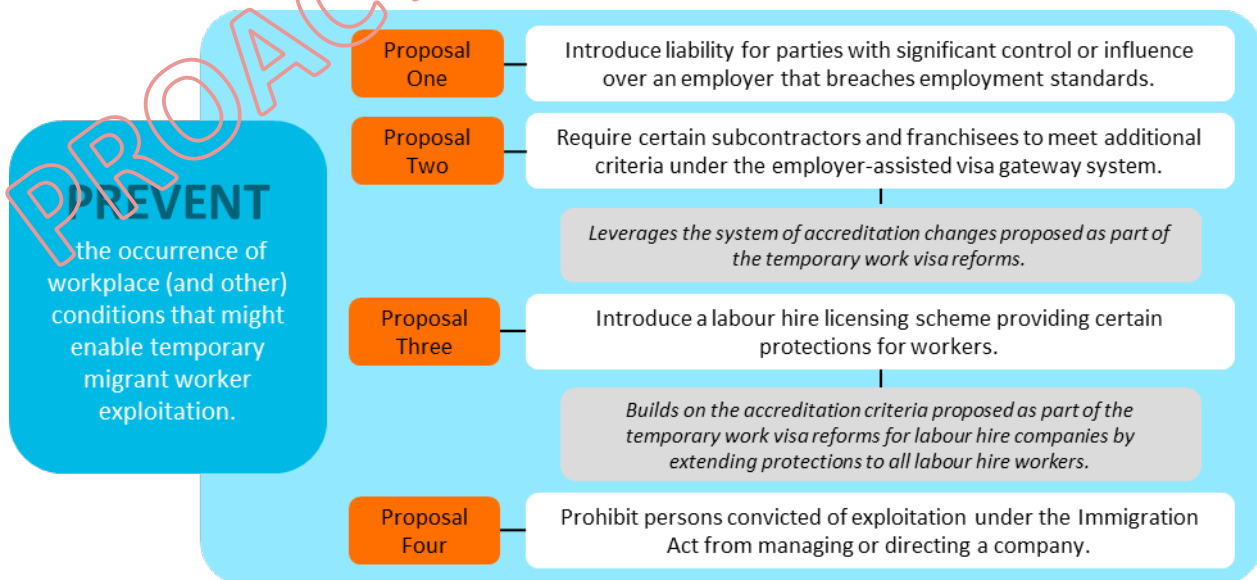 PROAC
PREVENT
the occurrence of
workplace (and other)
conditions that might
enable temporary
migrant worker
exploitation.
Proposal
One
Introduce liability for parties with significant control or influence
over an employer that breaches employment standards.
Proposal
Two
Require certain subcontractors and franchisees to meet additional
criteria under the employer-assisted visa gateway system.
Leverages the system of accreditation changes proposed as part of
the temporary work visa reforms.
Proposal
Three
Introduce a labour hire licensing scheme providing certain
protections for workers.
Builds on the accreditation criteria proposed as part of the
temporary work visa reforms for labour hire companies by
extending protections to all labour hire workers.
Proposal
Four
Prohibit persons convicted of exploitation under the Immigration
Act from managing or directing a company.